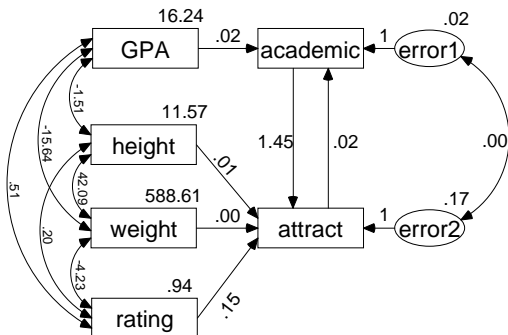 16.24
.02
GPA
.02
academic
1
error1
-1.51
11.57
height
-15.64
.01
1.45
.02
.00
.51
42.09
588.61
.17
weight
.00
attract
1
error2
.20
-4.23
.94
.15
rating